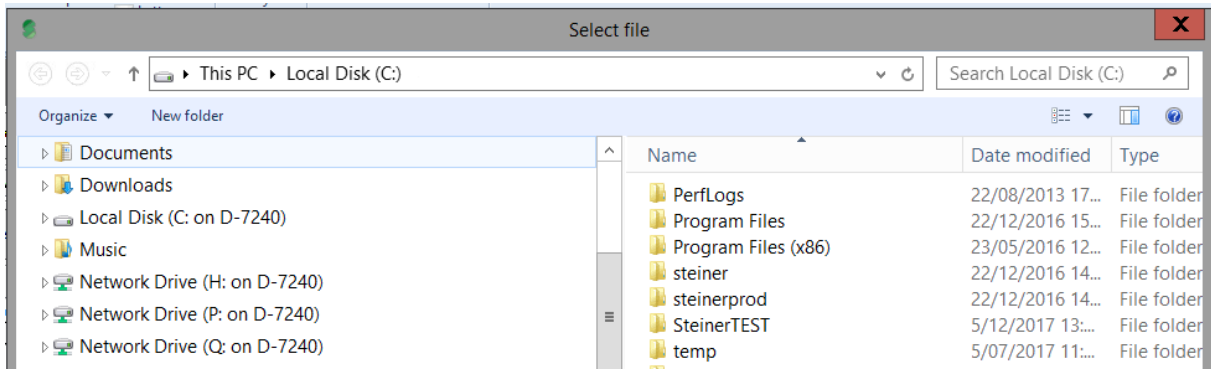 Select file
X
This PC Local Disk (C:)
Search Local Disk (C:)
Organize New folder
Documents
Downloads
Local Disk (C: on D-7240)
Music
Network Drive (H: on D-7240)
Network Drive (P: on D-7240)
Network Drive (Q: on D-7240)
Name Date modified Type
PerfLogs 22/08/2013 17... File folder
Program Files 22/12/2016 15... File folder
Program Files (x86) 23/05/2016 12... File folder
steiner 22/12/2016 14... File folder
steinerprod 22/12/2016 14... File folder
SteinerTEST 5/12/2017 13:... File folder
temp 5/07/2017 11:... File folder